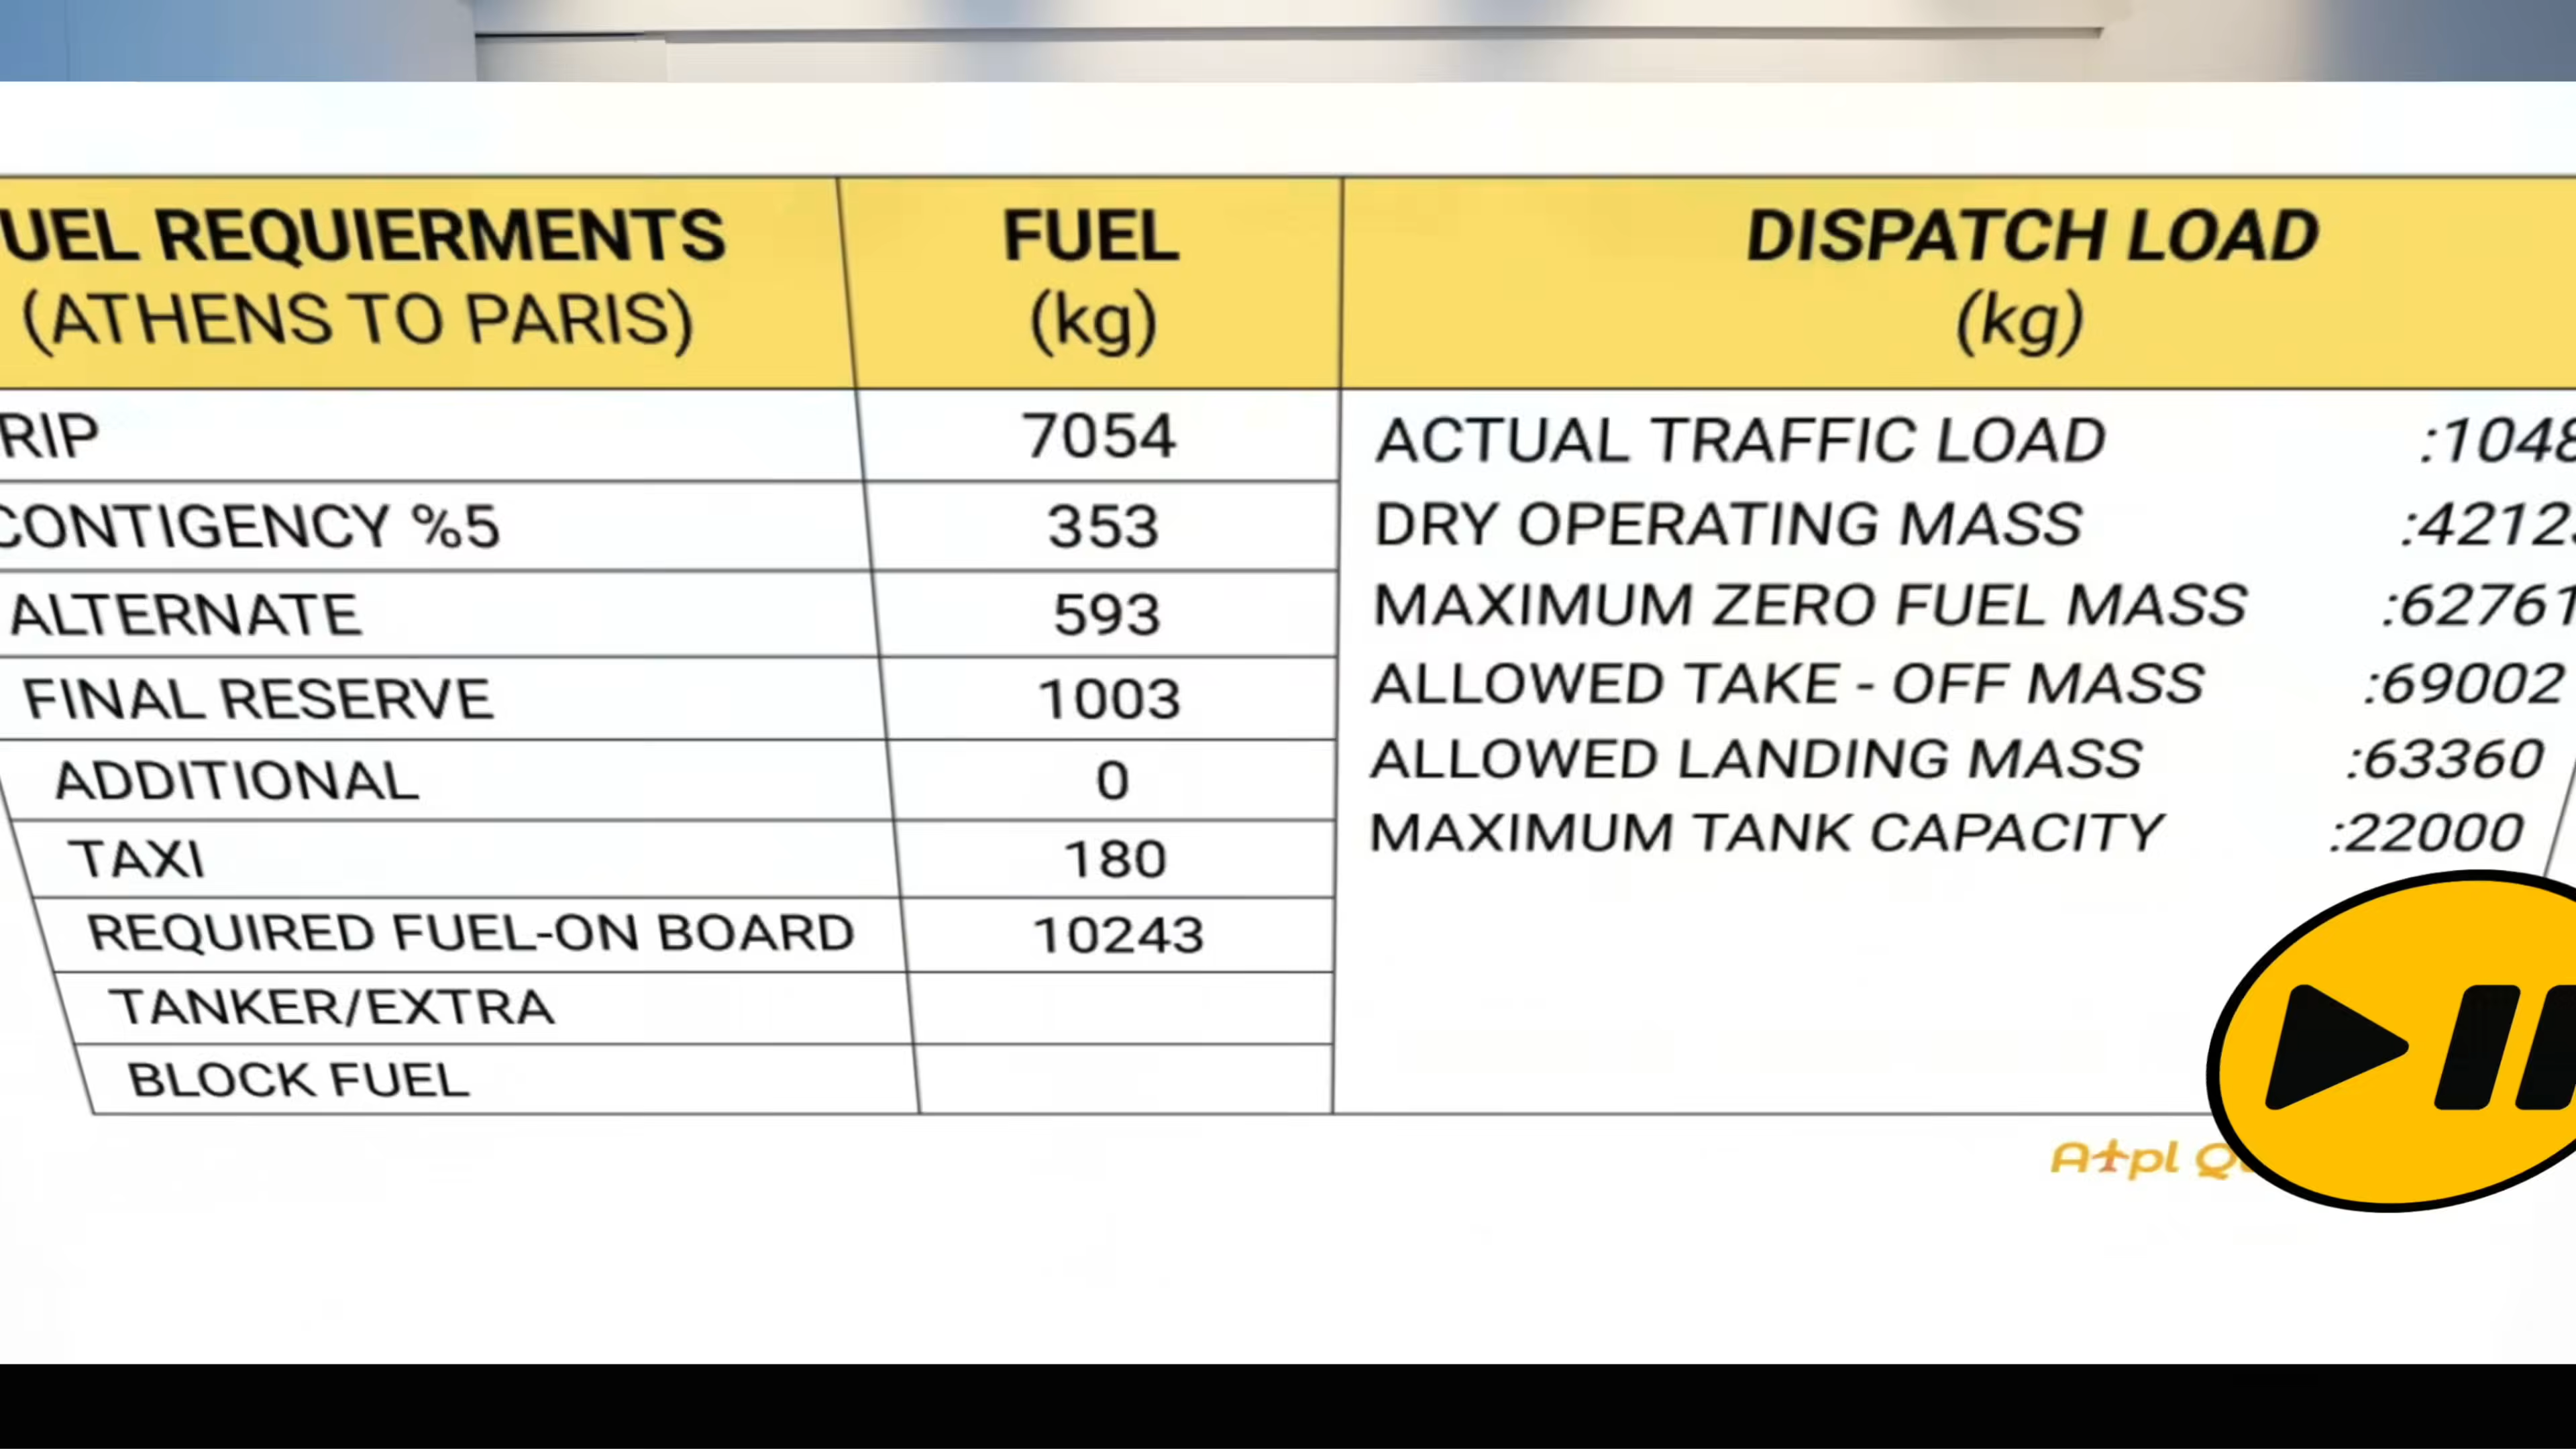 UEL REQUIERMENTS
(ATHENS TO PARIS)
FUEL
(kg)
DISPATCH LOAD
(kg)
RIP 7054
CONTIGENCY %5 353
ALTERNATE 593
FINAL RESERVE 1003
ADDITIONAL 0
TAXI 180
REQUIRED FUEL-ON BOARD 10243
TANKER/EXTRA
BLOCK FUEL
ACTUAL TRAFFIC LOAD :1048
DRY OPERATING MASS :4212
MAXIMUM ZERO FUEL MASS :62761
ALLOWED TAKE - OFF MASS :69002
ALLOWED LANDING MASS :63360
MAXIMUM TANK CAPACITY :22000
Atpl